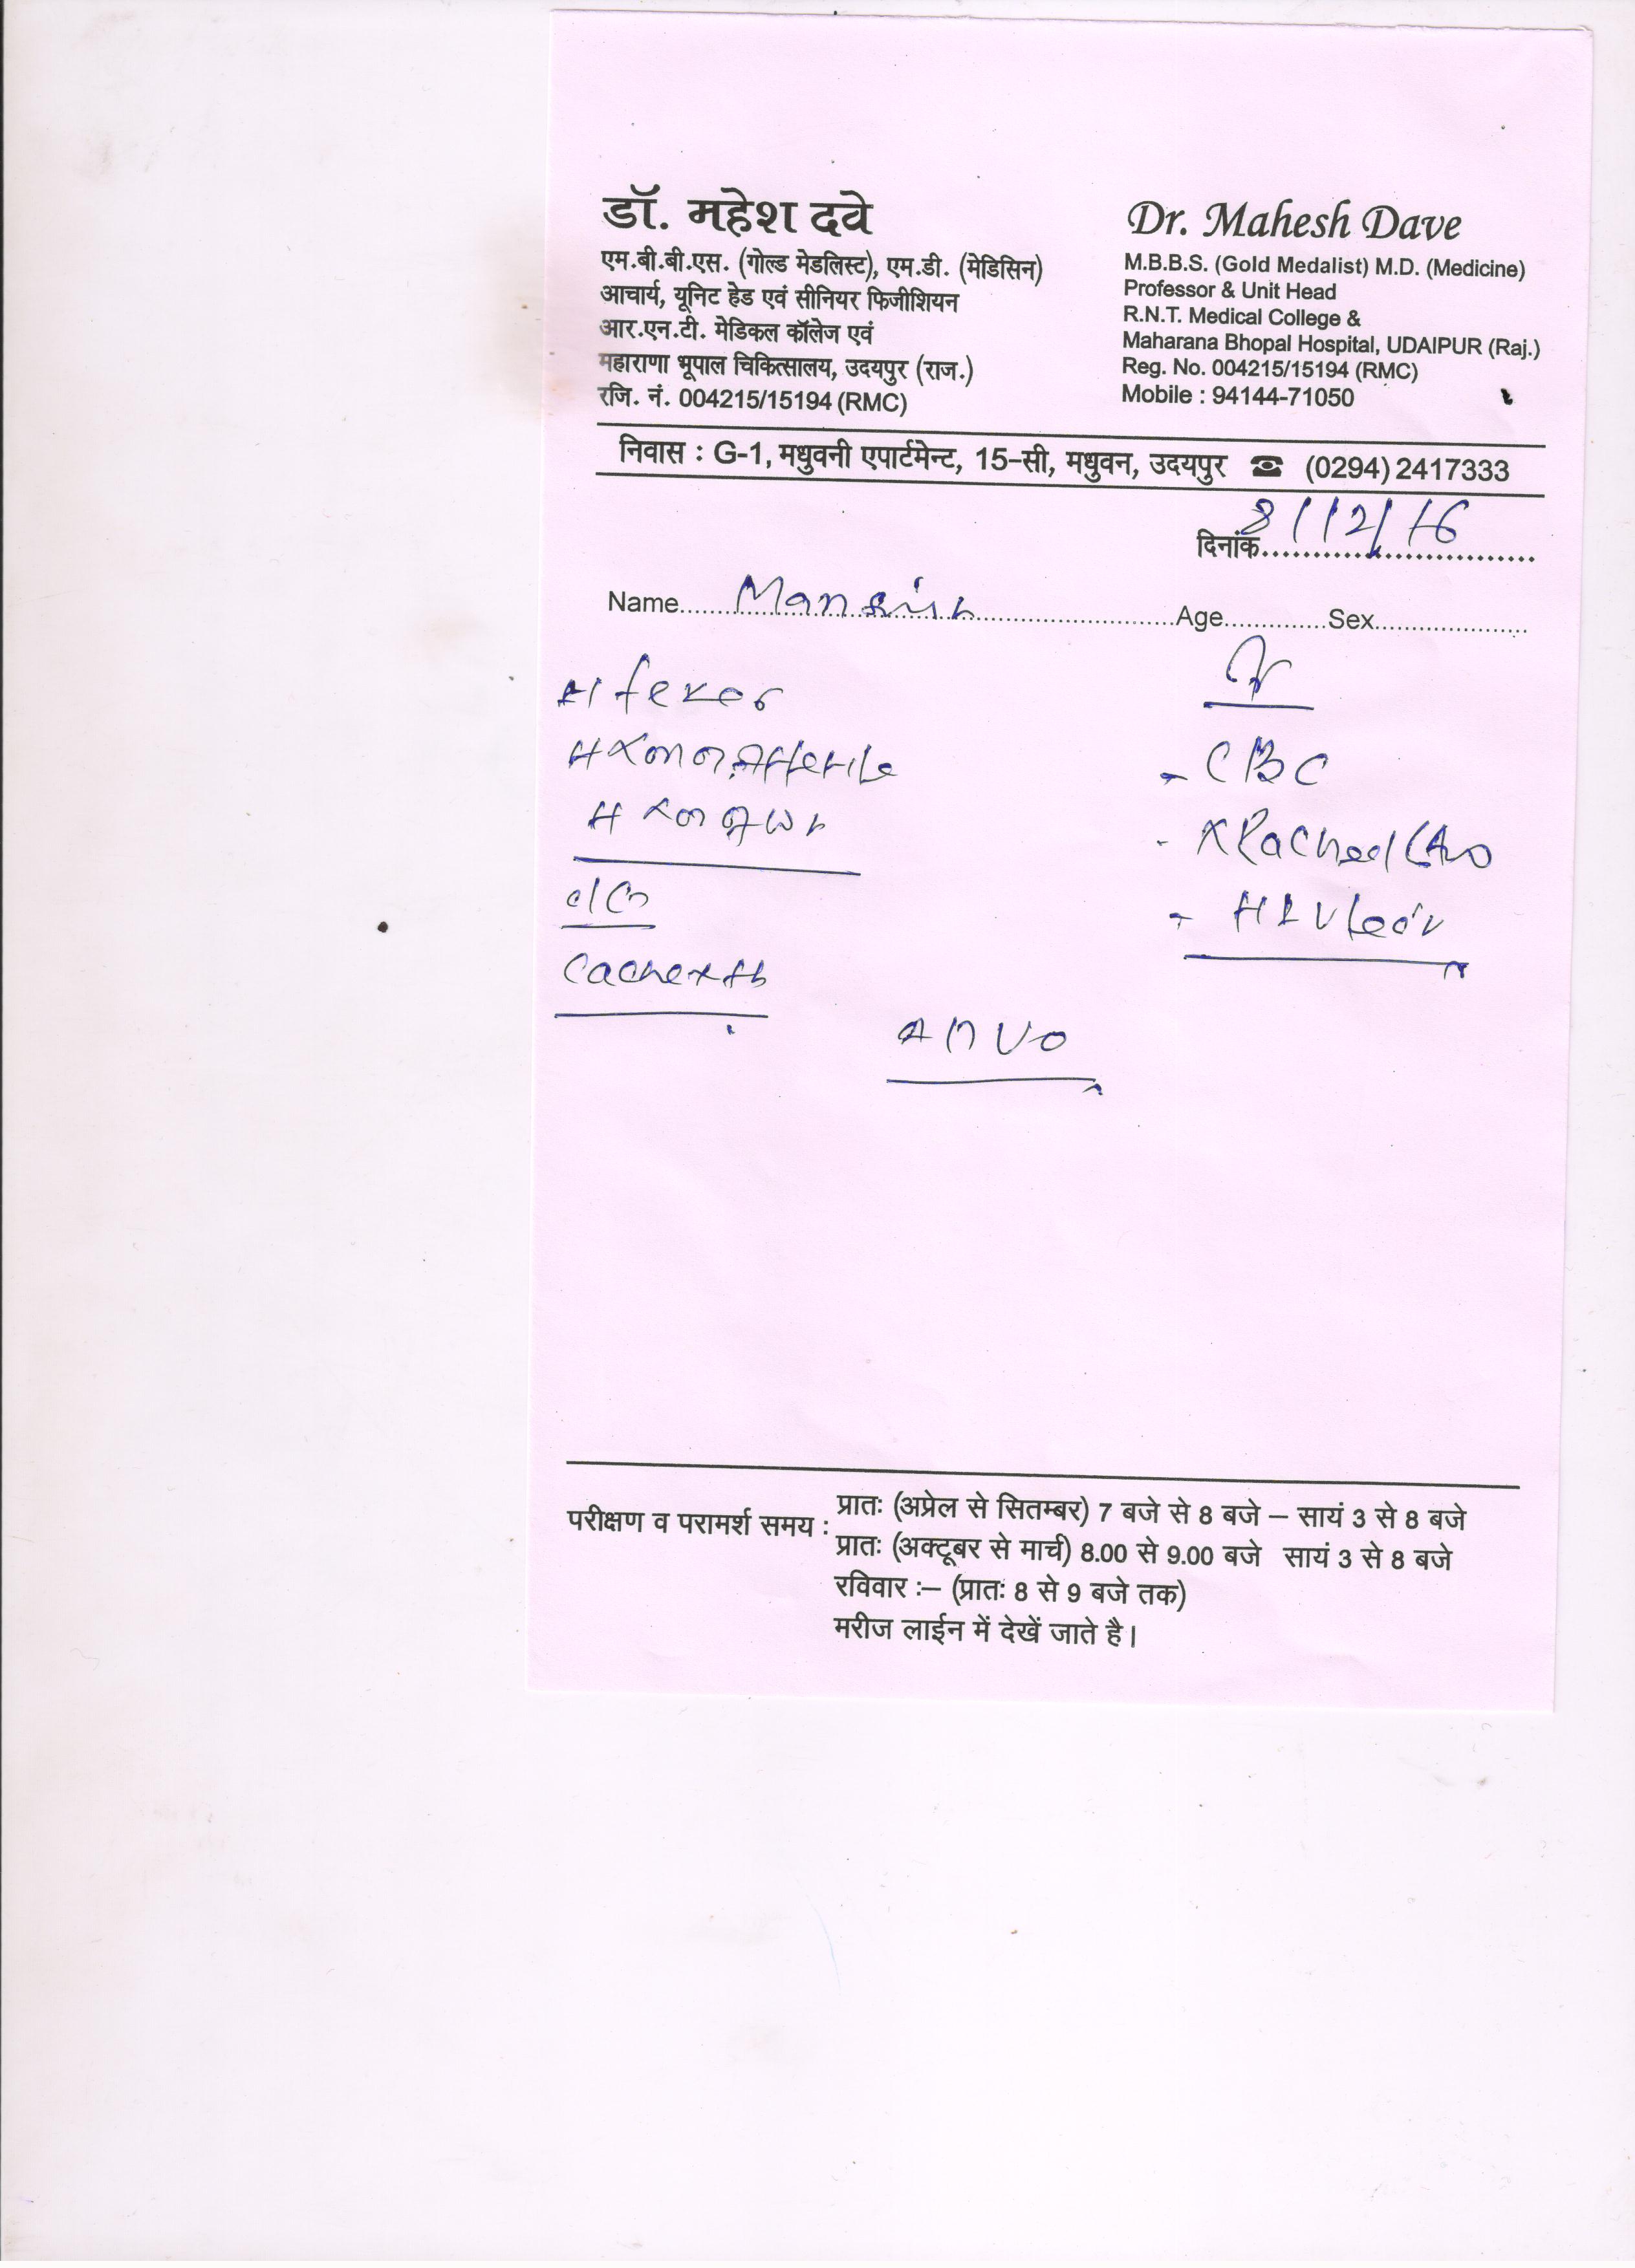 डॉ. महेश दवे
एम.बी.बी.एस. (गोल्ड मेडलिस्ट), एम.डी. (मेडिसिन)
आचार्य, यूनिट हेड एवं सीनियर फिजीशियन
आर.एन.टी. मेडिकल कॉलेज एवं
महाराणा भूपाल चिकित्सालय, उदयपुर (राज.)
रजि. नं. 004215/15194 (RMC)
Dr. Mahesh Dave
M.B.B.S. (Gold Medalist) M.D. (Medicine)
Professor & Unit Head
R.N.T. Medical College &
Maharana Bhopal Hospital, UDAIPUR (Raj.)
Reg. No. 004215/15194 (RMC)
Mobile : 94144-71050
निवास : G-1, मधुवनी एपार्टमेन्ट, 15-सी, मधुवन, उदयपुर ☎ (0294) 2417333
दिनांक 8/12/16
Name Age Sex
H/ fever
CBC
HIV
परीक्षण व परामर्श समय :
प्रातः (अप्रेल से सितम्बर) 7 बजे से 8 बजे – सायं 3 से 8 बजे
प्रातः (अक्टूबर से मार्च) 8.00 से 9.00 बजे सायं 3 से 8 बजे
रविवार :– (प्रातः 8 से 9 बजे तक)
मरीज लाईन में देखें जाते है।